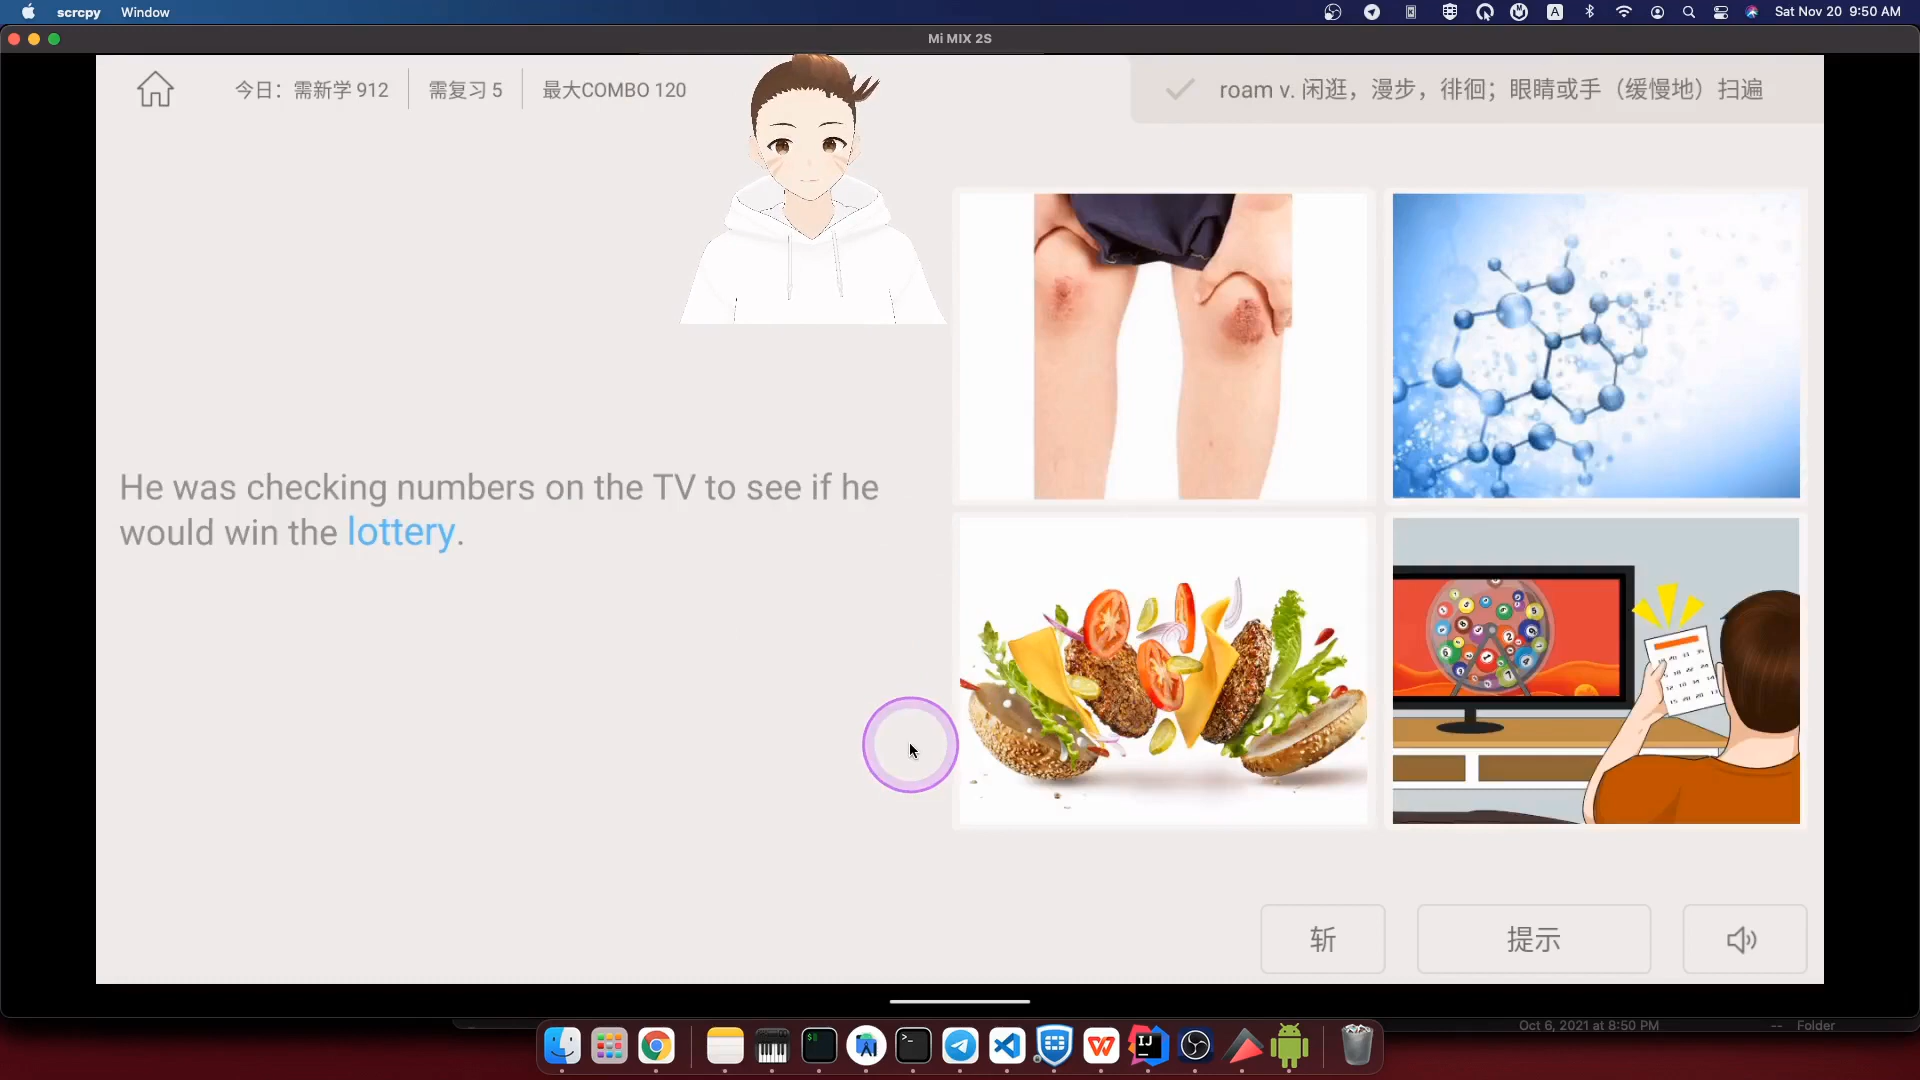 scrcpy Window
Sat Nov 20 9:50 AM
Mi MIX 2S
今日：需新学 912
需复习 5
最大COMBO 120
roam v. 闲逛，漫步，徘徊；眼睛或手（缓慢地）扫遍
He was checking numbers on the TV to see if he
would win the lottery.
斩
提示
Oct 6, 2021 at 8:50 PM -- Folder